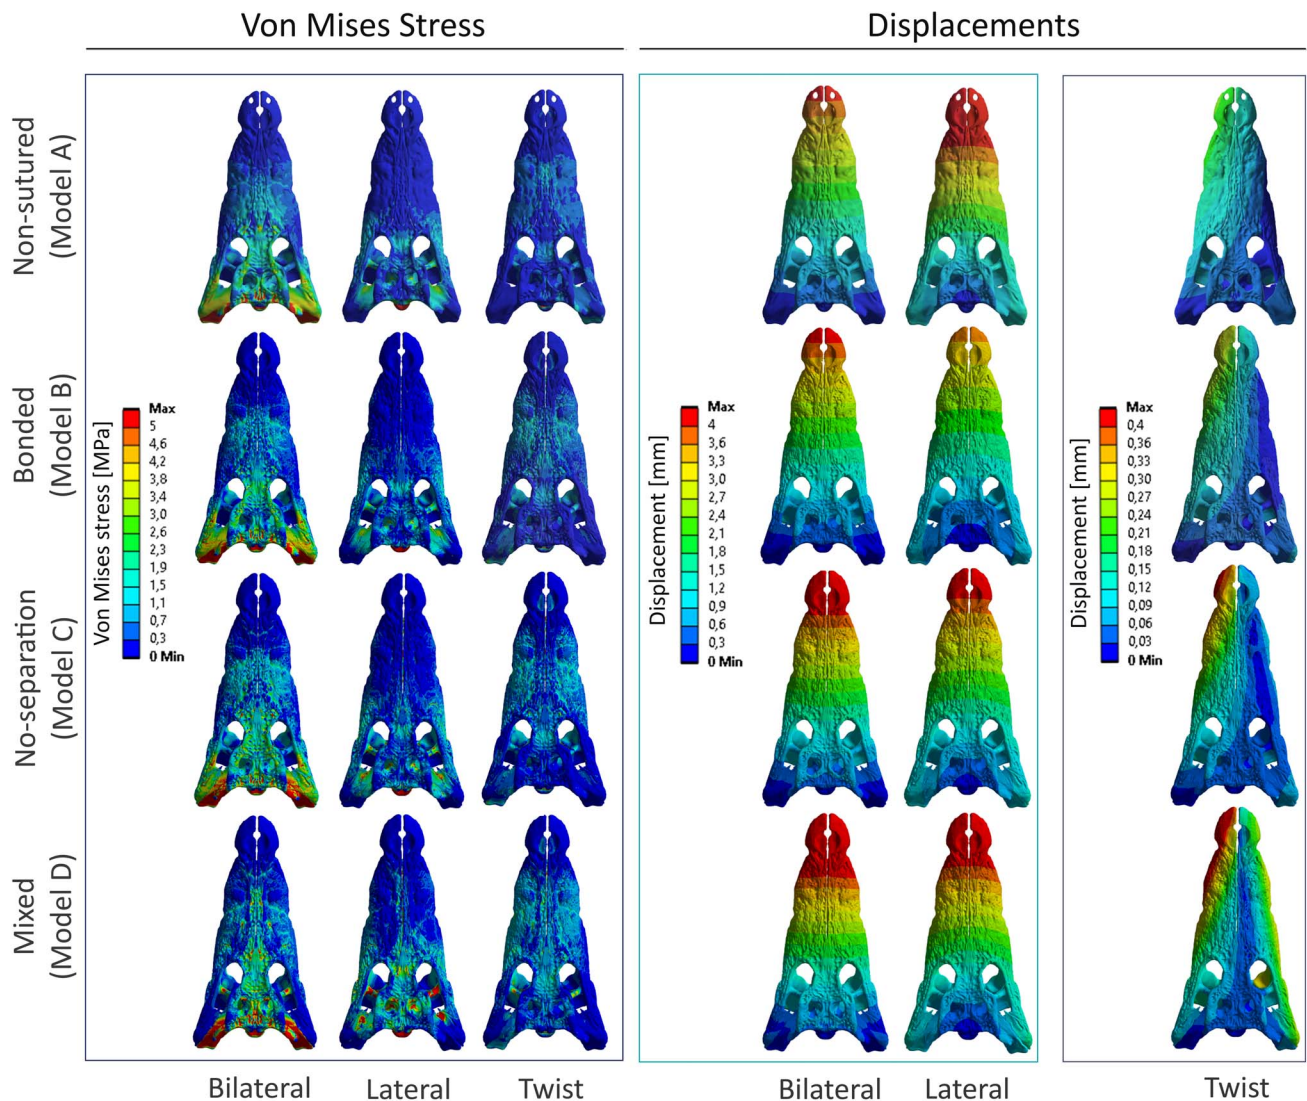 Von Mises Stress
Displacements
Non-sutured
(Model A)
Bonded
(Model B)
No-separation
(Model C)
Mixed
(Model D)
Von Mises stress [MPa]
Max
5
4,6
4,2
3,8
3,4
3,0
2,6
2,3
1,9
1,5
1,1
0,7
0,3
0 Min
Displacement [mm]
Max
4
3,6
3,3
3,0
2,7
2,4
2,1
1,8
1,5
1,2
0,9
0,6
0,3
0 Min
Displacement [mm]
Max
0,4
0,36
0,33
0,30
0,27
0,24
0,21
0,18
0,15
0,12
0,09
0,06
0,03
0 Min
Bilateral
Lateral
Twist
Bilateral
Lateral
Twist